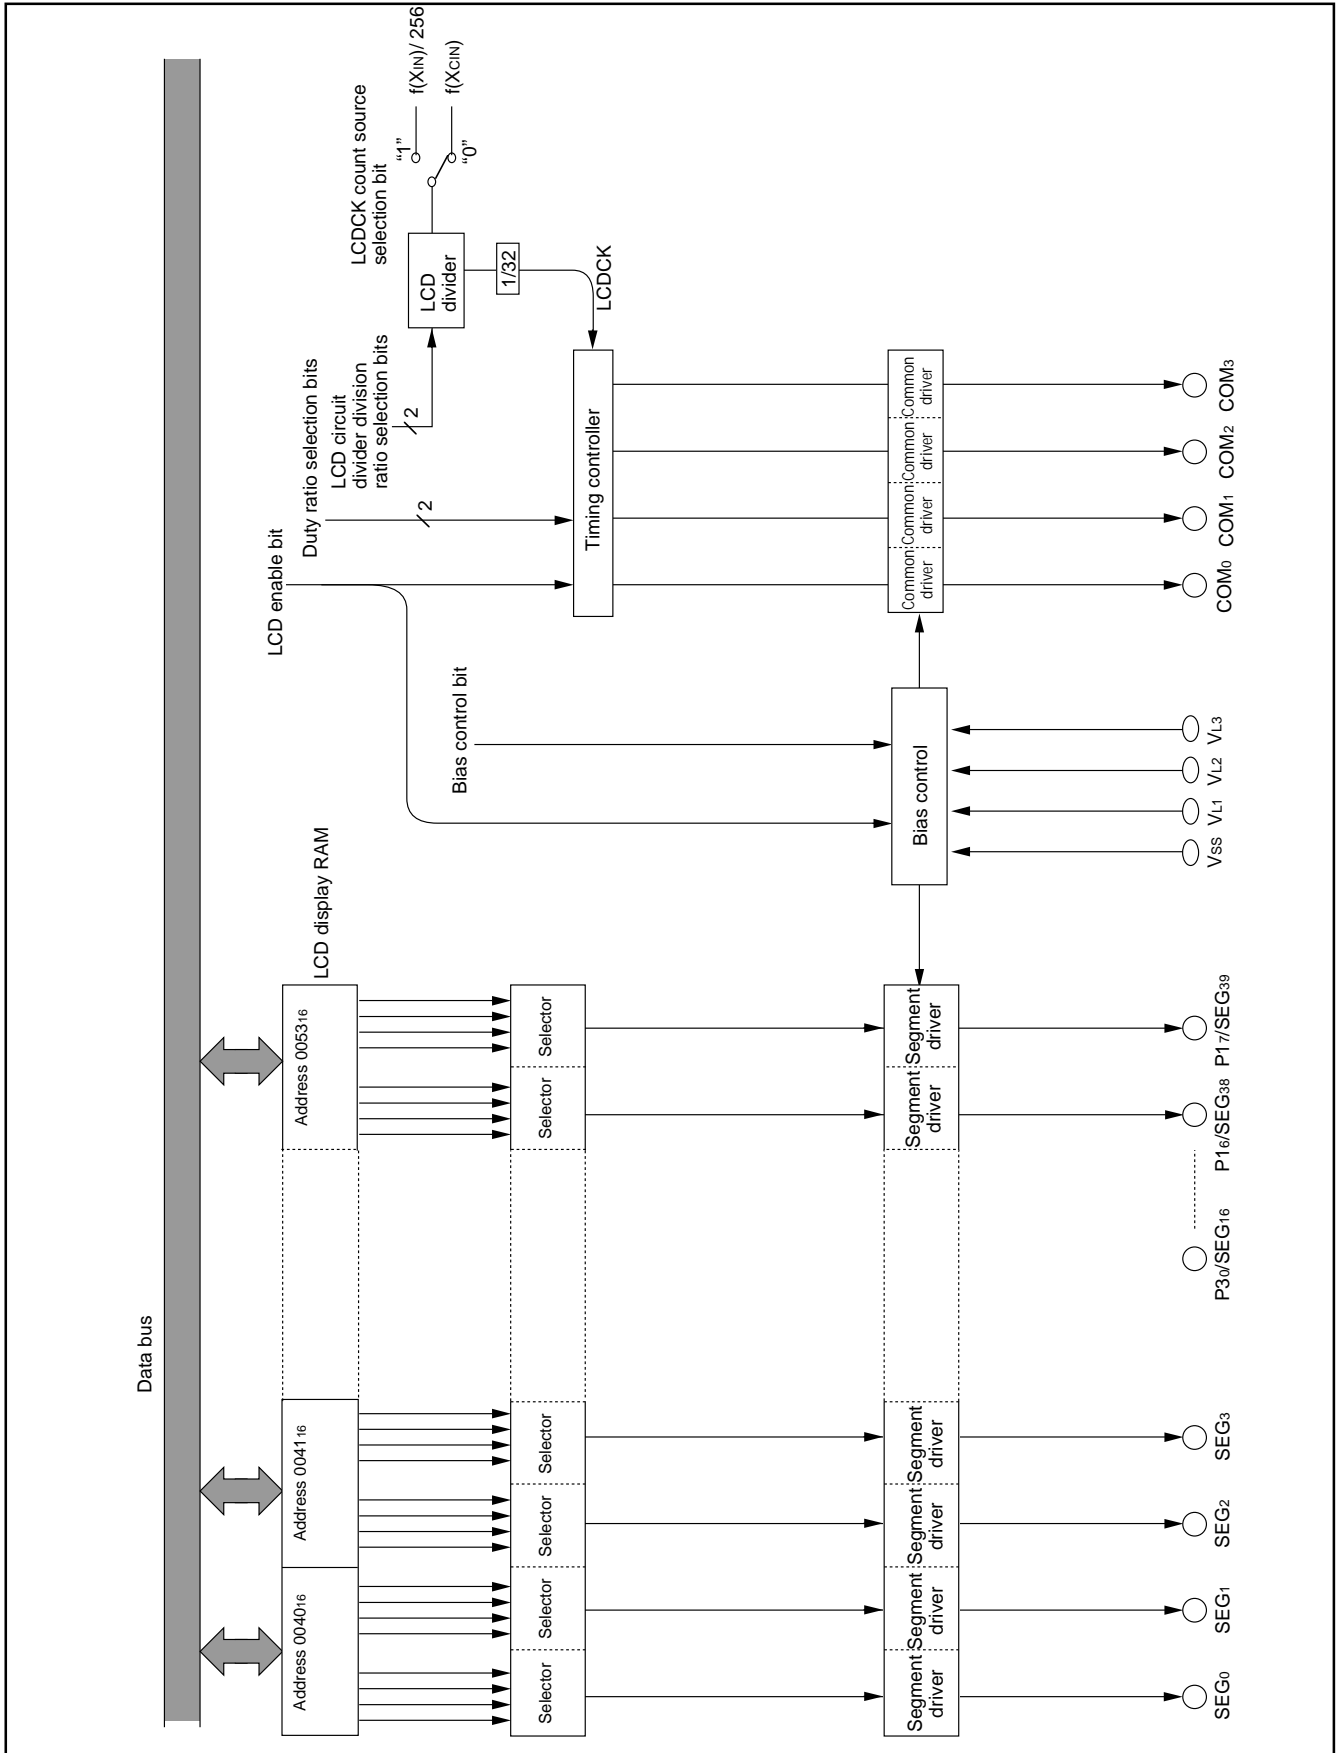 Data bus
LCD enable bit
Duty ratio selection bits
LCD circuit
divider division
ratio selection bits
2
2
LCDCK count source
selection bit
"1"
"0"
f(XIN)/ 256
f(XCIN)
LCD
divider
1/32
LCDCK
LCD display RAM
Address 004016
Address 004116
Address 005316
Bias control bit
Timing controller
Selector
Selector
Selector
Selector
Selector
Selector
Bias control
Segment
driver
Segment
driver
Segment
driver
Segment
driver
Segment
driver
Segment
driver
Common
driver
Common
driver
Common
driver
Common
driver
SEG0
SEG1
SEG2
SEG3
P30/SEG16
P16/SEG38
P17/SEG39
VSS
VL1
VL2
VL3
COM0
COM1
COM2
COM3